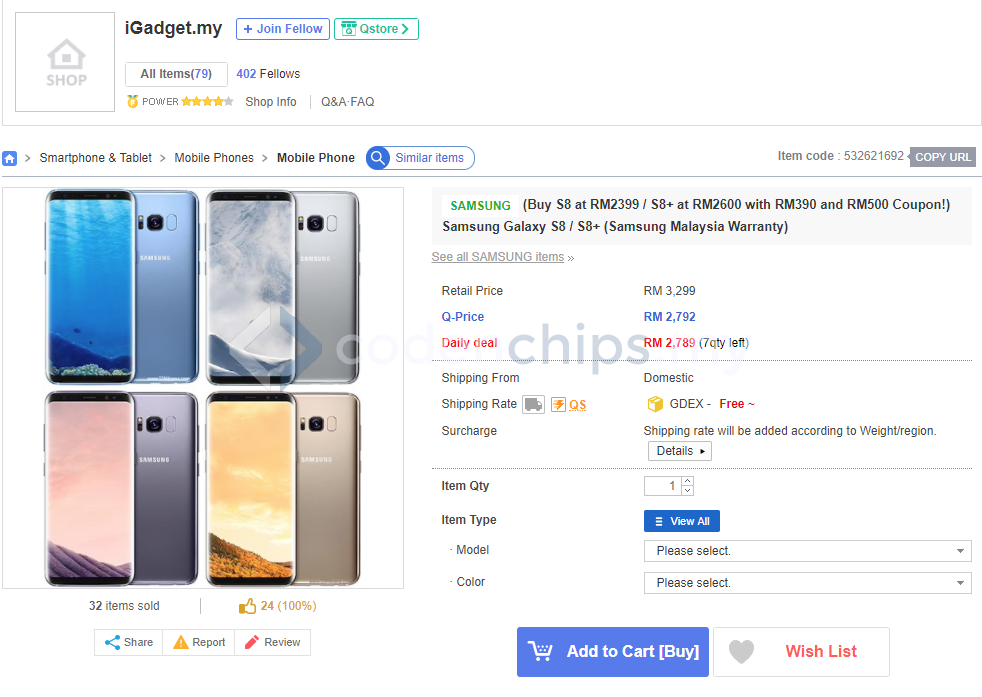 iGadget.my
+ Join Fellow
Qstore >
SHOP
All Items(79)
402 Fellows
POWER
Shop Info
Q&A·FAQ
> Smartphone & Tablet > Mobile Phones > Mobile Phone
Similar items
Item code : 532621692
COPY URL
SAMSUNG (Buy S8 at RM2399 / S8+ at RM2600 with RM390 and RM500 Coupon!)
Samsung Galaxy S8 / S8+ (Samsung Malaysia Warranty)
See all SAMSUNG items »
SAMSUNG
SAMSUNG
SAMSUNG
SAMSUNG
codenchips.my
Retail Price RM 3,299
Q-Price RM 2,792
Daily deal RM 2,789 (7qty left)
Shipping From Domestic
Shipping Rate QS GDEX - Free ~
Surcharge Shipping rate will be added according to Weight/region.
Details
Item Qty 1
Item Type View All
· Model Please select.
· Color Please select.
32 items sold
24 (100%)
Share
Report
Review
Add to Cart [Buy]
Wish List